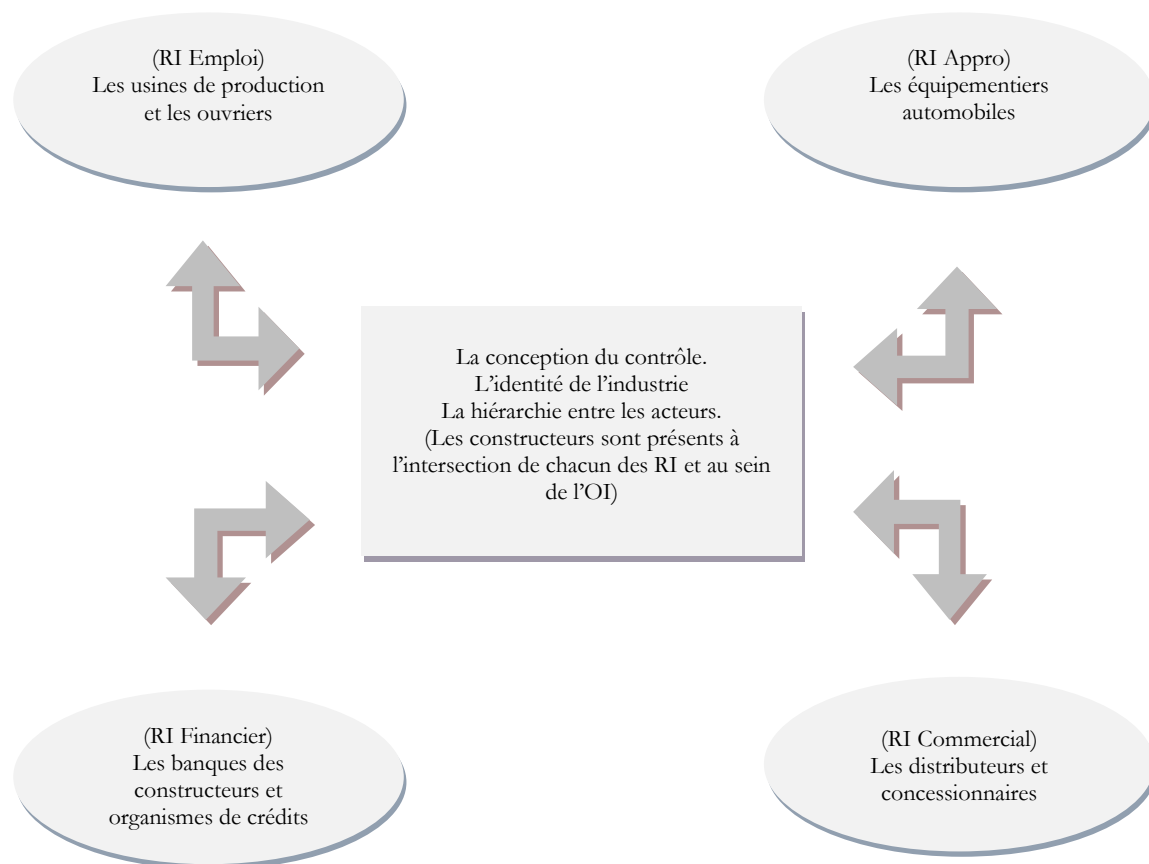 (RI Emploi)
Les usines de production
et les ouvriers
(RI Appro)
Les équipementiers
automobiles
La conception du contrôle.
L’identité de l’industrie
La hiérarchie entre les acteurs.
(Les constructeurs sont présents à
l’intersection de chacun des RI et au sein
de l’OI)
(RI Financier)
Les banques des
constructeurs et
organismes de crédits
(RI Commercial)
Les distributeurs et
concessionnaires